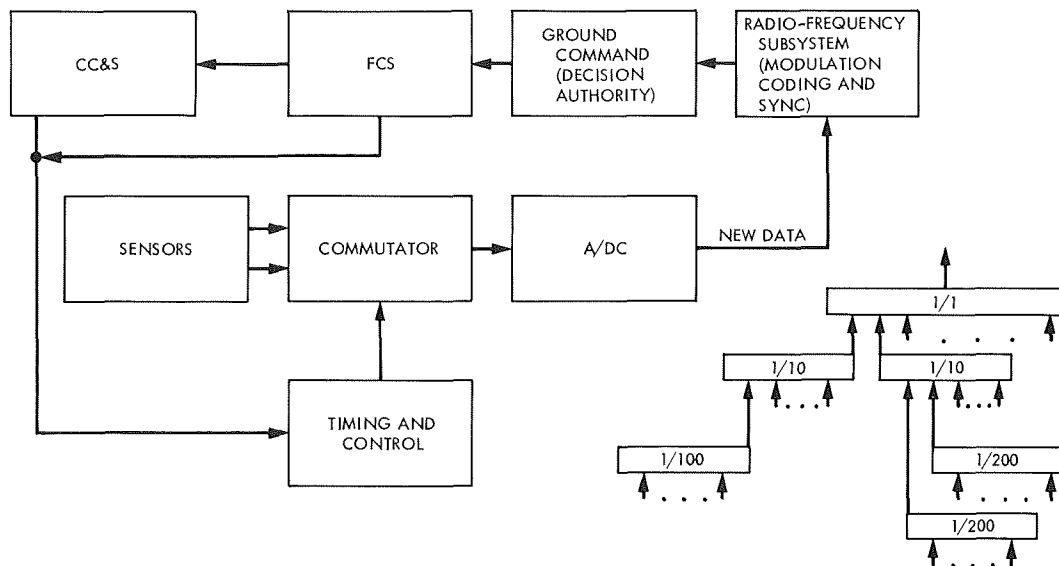 CC&S
FCS
GROUND
COMMAND
(DECISION
AUTHORITY)
RADIO-FREQUENCY
SUBSYSTEM
(MODULATION
CODING AND
SYNC)
SENSORS
COMMUTATOR
A/DC
NEW DATA
TIMING AND
CONTROL
1/1
. . .
1/10
...
1/10
...
1/100
. . .
1/200
. . .
1/200
. . .